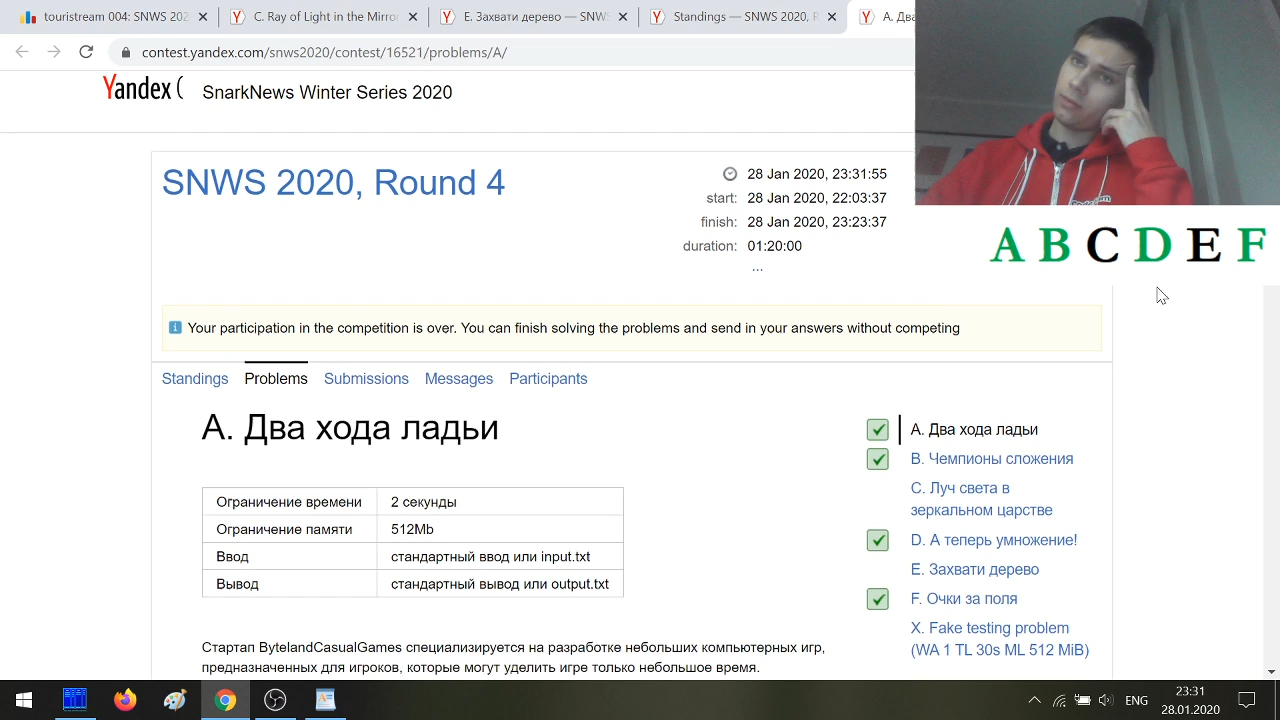 touristream 004: SNWS 202
C. Ray of Light in the Mirror
E. Захвати дерево — SNWS
Standings — SNWS 2020, R
А. Два
contest.yandex.com/snws2020/contest/16521/problems/A/
Yandex (
SnarkNews Winter Series 2020
SNWS 2020, Round 4
28 Jan 2020, 23:31:55
start: 28 Jan 2020, 22:03:37
finish: 28 Jan 2020, 23:23:37
duration: 01:20:00
...
A B C D E F
Your participation in the competition is over. You can finish solving the problems and send in your answers without competing
Standings Problems Submissions Messages Participants
A. Два хода ладьи
Ограничение времени 2 секунды
Ограничение памяти 512Mb
Ввод стандартный ввод или input.txt
Вывод стандартный вывод или output.txt
Стартап BytelandCasualGames специализируется на разработке небольших компьютерных игр,
предназначенных для игроков, которые могут уделить игре только небольшое время.
A. Два хода ладьи
B. Чемпионы сложения
C. Луч света в
зеркальном царстве
D. А теперь умножение!
E. Захвати дерево
F. Очки за поля
X. Fake testing problem
(WA 1 TL 30s ML 512 MiB)
ENG
23:31
28.01.2020